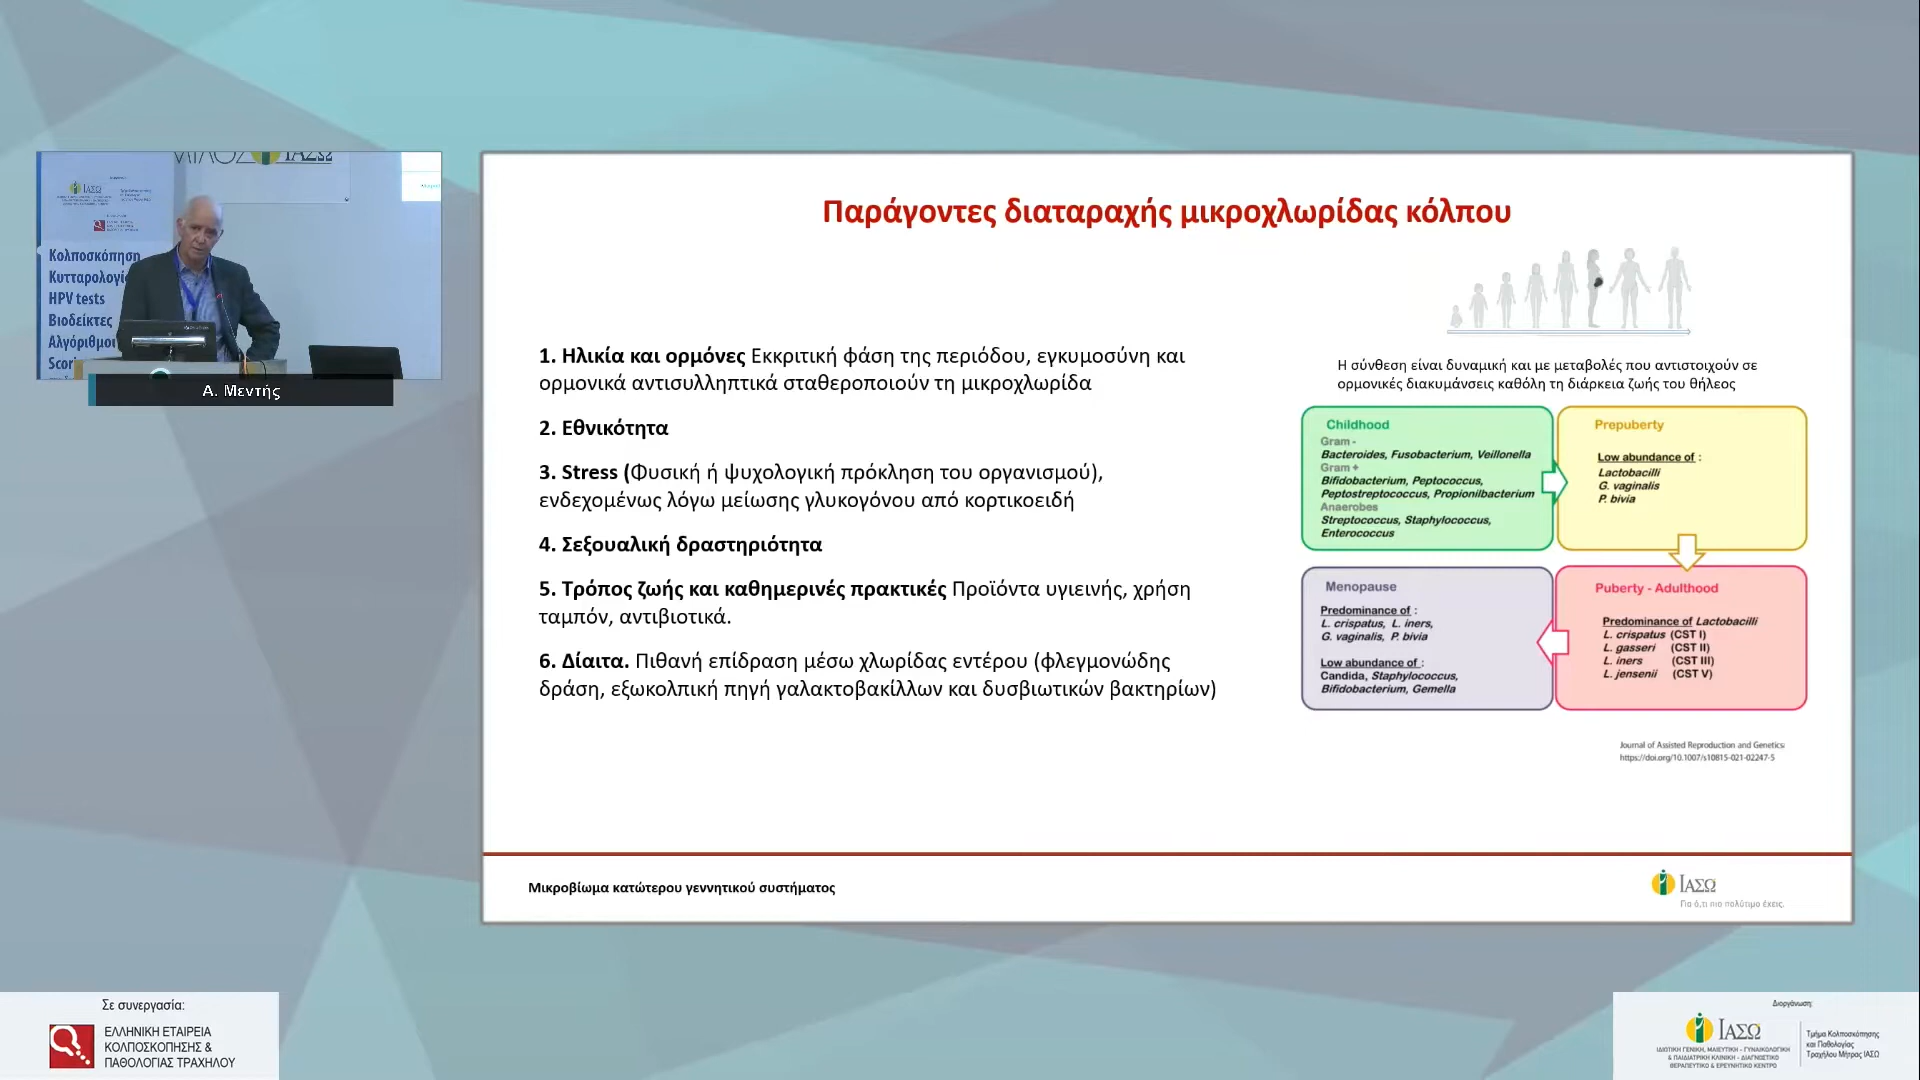 ΙΑΣΩ
Κολποσκόπηση
HPV tests
Βιοδείκτες
Α. Μεντής
Παράγοντες διαταραχής μικροχλωρίδας κόλπου
1. Ηλικία και ορμόνες Εκκριτική φάση της περιόδου, εγκυμοσύνη και
ορμονικά αντισυλληπτικά σταθεροποιούν τη μικροχλωρίδα
2. Εθνικότητα
3. Stress (Φυσική ή ψυχολογική πρόκληση του οργανισμού),
ενδεχομένως λόγω μείωσης γλυκογόνου από κορτικοειδή
4. Σεξουαλική δραστηριότητα
5. Τρόπος ζωής και καθημερινές πρακτικές Προϊόντα υγιεινής, χρήση
ταμπόν, αντιβιοτικά.
6. Δίαιτα. Πιθανή επίδραση μέσω χλωρίδας εντέρου (φλεγμονώδης
δράση, εξωκολπική πηγή γαλακτοβακίλλων και δυσβιωτικών βακτηρίων)
Η σύνθεση είναι δυναμική και με μεταβολές που αντιστοιχούν σε
ορμονικές διακυμάνσεις καθόλη τη διάρκεια ζωής του θήλεος
Childhood
Gram -
Bacteroides, Fusobacterium, Veillonella
Gram +
Bifidobacterium, Peptococcus,
Peptostreptococcus, Propionilbacterium
Anaerobes
Streptococcus, Staphylococcus,
Enterococcus
Prepuberty
Low abundance of :
Lactobacilli
G. vaginalis
P. bivia
Puberty - Adulthood
Predominance of Lactobacilli
L. crispatus (CST I)
L. gasseri (CST II)
L. iners (CST III)
L. jensenii (CST V)
Menopause
Predominance of :
L. crispatus, L. iners,
G. vaginalis, P. bivia
Low abundance of :
Candida, Staphylococcus,
Bifidobacterium, Gemella
Journal of Assisted Reproduction and Genetics
https://doi.org/10.1007/s10815-021-02247-5
Μικροβίωμα κατώτερου γεννητικού συστήματος
ΙΑΣΩ
Για ό,τι πιο πολύτιμο έχεις.
Σε συνεργασία:
ΕΛΛΗΝΙΚΗ ΕΤΑΙΡΕΙΑ
ΚΟΛΠΟΣΚΟΠΗΣΗΣ &
ΠΑΘΟΛΟΓΙΑΣ ΤΡΑΧΗΛΟΥ
Διοργάνωση:
ΙΑΣΩ
ΙΔΙΩΤΙΚΗ ΓΕΝΙΚΗ, ΜΑΙΕΥΤΙΚΗ - ΓΥΝΑΙΚΟΛΟΓΙΚΗ
& ΠΑΙΔΙΑΤΡΙΚΗ ΚΛΙΝΙΚΗ - ΔΙΑΓΝΩΣΤΙΚΟ
ΘΕΡΑΠΕΥΤΙΚΟ & ΕΡΕΥΝΗΤΙΚΟ ΚΕΝΤΡΟ
Τμήμα Κολποσκόπησης
και Παθολογίας
Τραχήλου Μήτρας ΙΑΣΩ